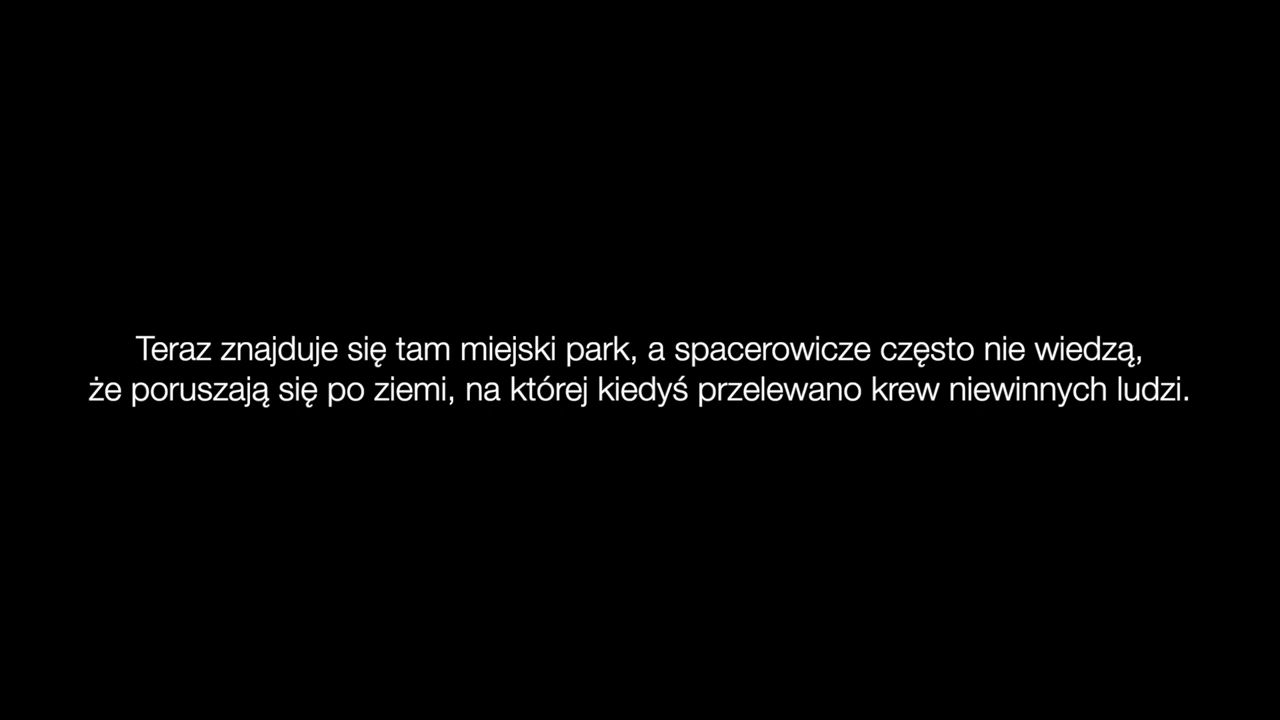 Teraz znajduje się tam miejski park, a spacerowicze często nie wiedzą,
że poruszają się po ziemi, na której kiedyś przelewano krew niewinnych ludzi.